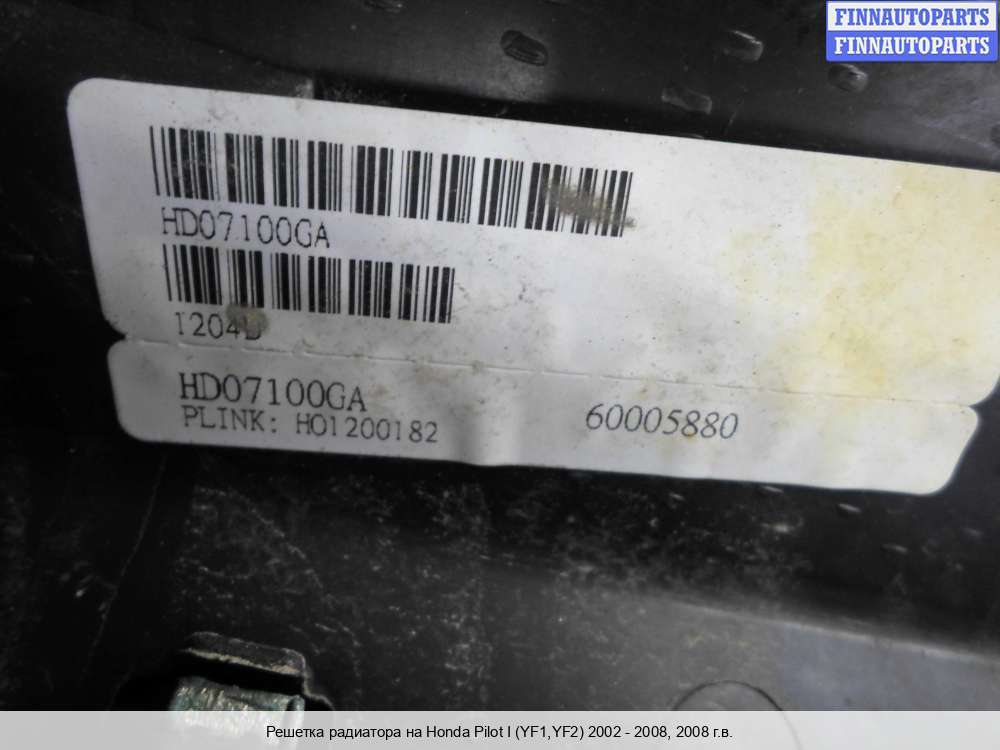 FINNAUTOPARTS
FINNAUTOPARTS
HD07100GA
I204D
HD07100GA
PLINK: HO1200182
60005880
Решетка радиатора на Honda Pilot I (YF1,YF2) 2002 - 2008, 2008 г.в.